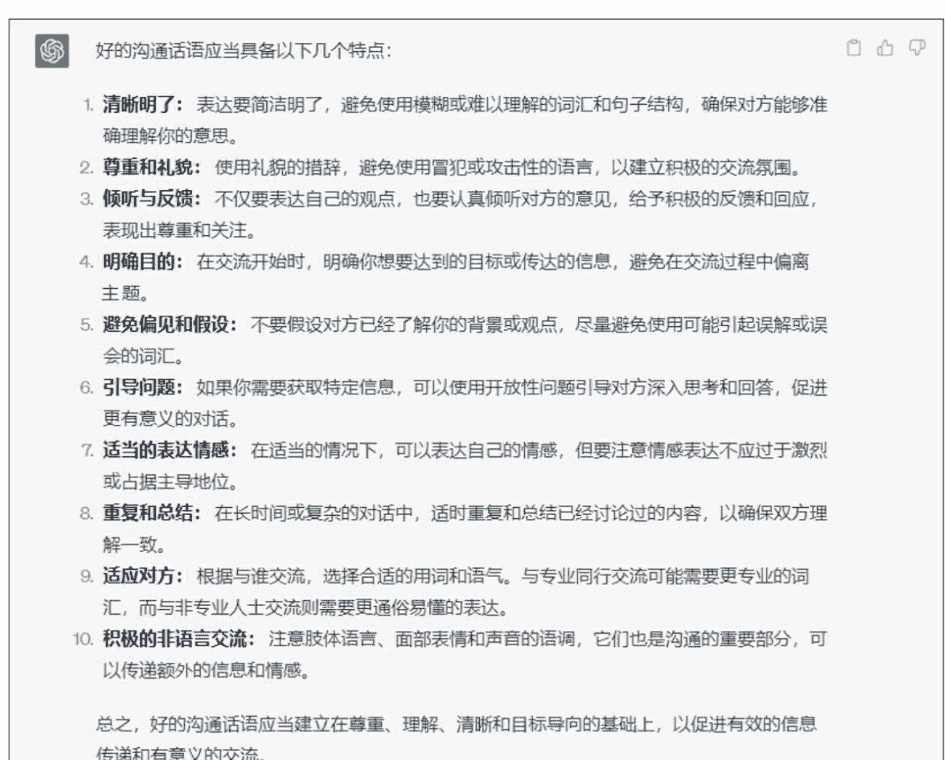 好的沟通话语应当具备以下几个特点：
1. 清晰明了： 表达要简洁明了，避免使用模糊或难以理解的词汇和句子结构，确保对方能够准
确理解你的意思。
2. 尊重和礼貌： 使用礼貌的措辞，避免使用冒犯或攻击性的语言，以建立积极的交流氛围。
3. 倾听与反馈： 不仅要表达自己的观点，也要认真倾听对方的意见，给予积极的反馈和回应，
表现出尊重和关注。
4. 明确目的： 在交流开始时，明确你想要达到的目标或传达的信息，避免在交流过程中偏离
主题。
5. 避免偏见和假设： 不要假设对方已经了解你的背景或观点，尽量避免使用可能引起误解或误
会的词汇。
6. 引导问题： 如果你需要获取特定信息，可以使用开放性问题引导对方深入思考和回答，促进
更有意义的对话。
7. 适当的表达情感： 在适当的情况下，可以表达自己的情感，但要注意情感表达不应过于激烈
或占据主导地位。
8. 重复和总结： 在长时间或复杂的对话中，适时重复和总结已经讨论过的内容，以确保双方理
解一致。
9. 适应对方： 根据与谁交流，选择合适的用词和语气。与专业同行交流可能需要更专业的词
汇，而与非专业人士交流则需要更通俗易懂的表达。
10. 积极的非语言交流： 注意肢体语言、面部表情和声音的语调，它们也是沟通的重要部分，可
以传递额外的信息和情感。
总之，好的沟通话语应当建立在尊重、理解、清晰和目标导向的基础上，以促进有效的信息
传递和有意义的交流。